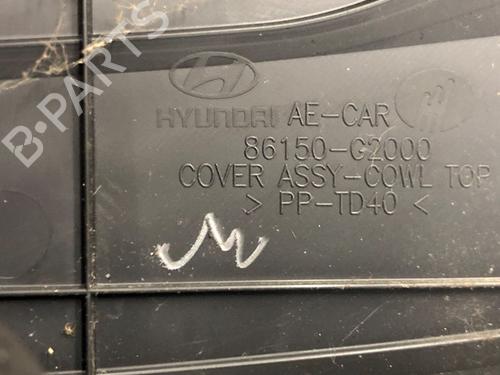 HYUNDAI AE-CAR
86150-G2000
COVER ASSY-COWL TOP
> PP-TD40 <
B-PARTS